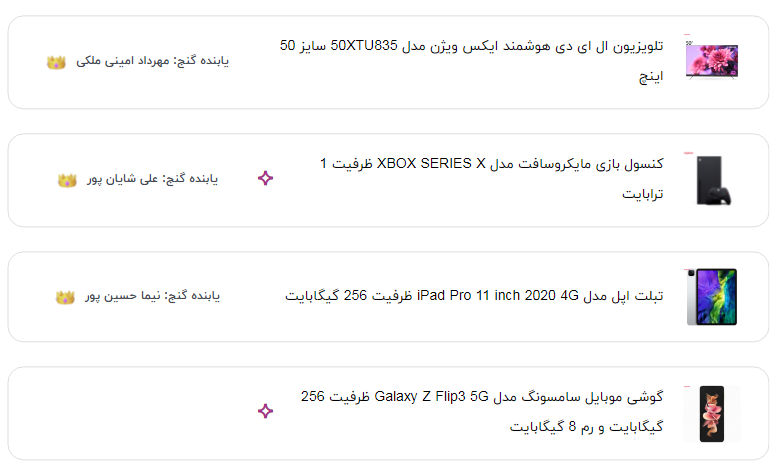 تلویزیون ال ای دی هوشمند ایکس ویژن مدل 50XTU835 سایز 50
اینچ
یابنده گنج: مهرداد امینی ملکی
کنسول بازی مایکروسافت مدل XBOX SERIES X ظرفیت 1
ترابایت
یابنده گنج: علی شایان پور
تبلت اپل مدل iPad Pro 11 inch 2020 4G ظرفیت 256 گیگابایت
یابنده گنج: نیما حسین پور
گوشی موبایل سامسونگ مدل Galaxy Z Flip3 5G ظرفیت 256
گیگابایت و رم 8 گیگابایت